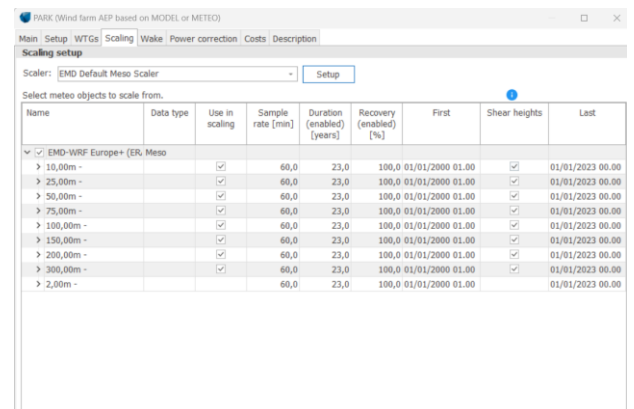 PARK (Wind farm AEP based on MODEL or METEO)
Main Setup WTGs Scaling Wake Power correction Costs Description
Scaling setup
Scaler: EMD Default Meso Scaler Setup
Select meteo objects to scale from.
Name Data type Use in scaling Sample rate [min] Duration (enabled) [years] Recovery (enabled) [%] First Shear heights Last
EMD-WRF Europe+ (ER, Meso
10,00m - 60,0 23,0 100,0 01/01/2000 01.00 01/01/2023 00.00
25,00m - 60,0 23,0 100,0 01/01/2000 01.00 01/01/2023 00.00
50,00m - 60,0 23,0 100,0 01/01/2000 01.00 01/01/2023 00.00
75,00m - 60,0 23,0 100,0 01/01/2000 01.00 01/01/2023 00.00
100,00m - 60,0 23,0 100,0 01/01/2000 01.00 01/01/2023 00.00
150,00m - 60,0 23,0 100,0 01/01/2000 01.00 01/01/2023 00.00
200,00m - 60,0 23,0 100,0 01/01/2000 01.00 01/01/2023 00.00
300,00m - 60,0 23,0 100,0 01/01/2000 01.00 01/01/2023 00.00
2,00m - 60,0 23,0 100,0 01/01/2000 01.00 01/01/2023 00.00